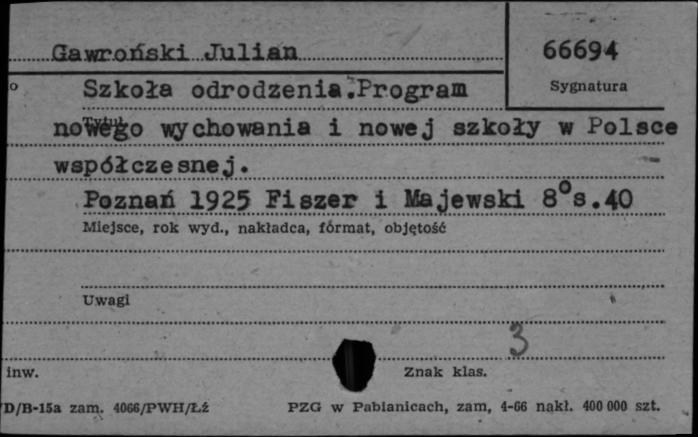 Gawroński Julian
66694
Sygnatura
o
Szkoła odrodzenia.Program
Tytuł
nowego wychowania i nowej szkoły w Polsce
współczesnej.
Poznań 1925 Fiszer i Majewski 8°s.40
Miejsce, rok wyd., nakładca, format, objętość
Uwagi
3
inw.
Znak klas.
/D/B-15a zam. 4066/PWH/Łż
PZG w Pabianicach, zam, 4-66 nakł. 400 000 szt.